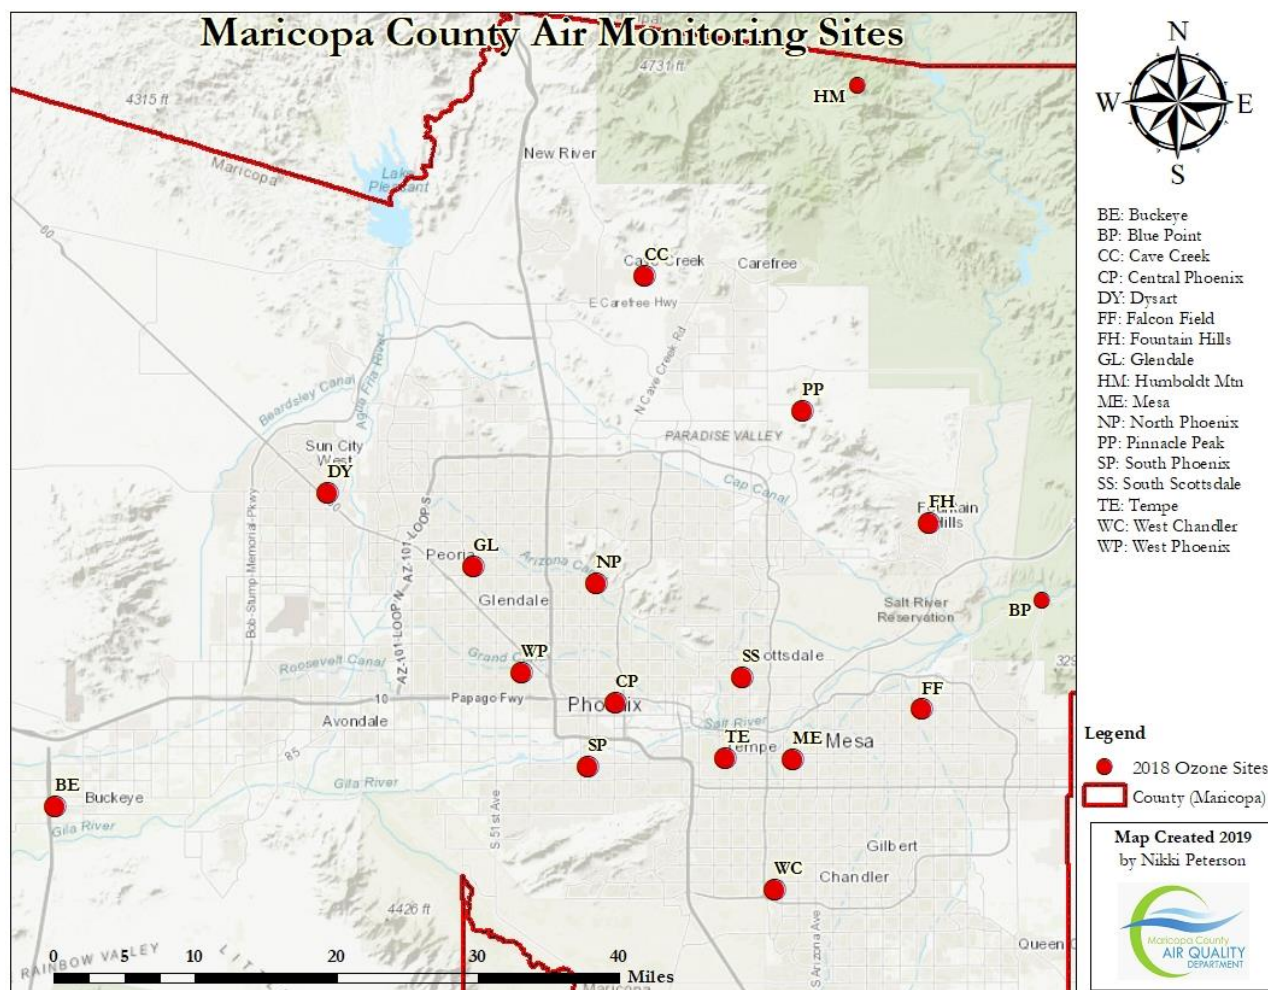 Maricopa County Air Monitoring Sites
4315 ft
4731 ft
HM
N
W
E
S
Maricopa
Lake
Pleasant
New River
60
CC
Cave Creek
Carefree
E Carefree Hwy
N Cave Creek Rd
Agua Fria River
Beardsley Canal
PP
PARADISE VALLEY
Sun City
West
DY
60
Cap Canal
FH
Fountain
Hills
Bob-Stump-Memorial-Pkwy
AZ-101-LOOP S
AZ-101-LOOP N
Peoria
GL
Arizona
NP
Glendale
Salt River
Reservation
BP
Roosevelt Canal
Grand
WP
SS
Scottsdale
329
10
Papago Fwy
Phoenix
CP
FF
Avondale
Salt River
85
SP
TE
Tempe
ME
Mesa
BE
Buckeye
Gila River
Gila River
S 51st Ave
Gilbert
WC
Chandler
4426 ft
S Arizona Ave
Queen
RAINBOW VALLEY
0 5 10 20 30 40
Miles
Maricopa
BE: Buckeye
BP: Blue Point
CC: Cave Creek
CP: Central Phoenix
DY: Dysart
FF: Falcon Field
FH: Fountain Hills
GL: Glendale
HM: Humboldt Mtn
ME: Mesa
NP: North Phoenix
PP: Pinnacle Peak
SP: South Phoenix
SS: South Scottsdale
TE: Tempe
WC: West Chandler
WP: West Phoenix
Legend
2018 Ozone Sites
County (Maricopa)
Map Created 2019
by Nikki Peterson
Maricopa County
AIR QUALITY
DEPARTMENT